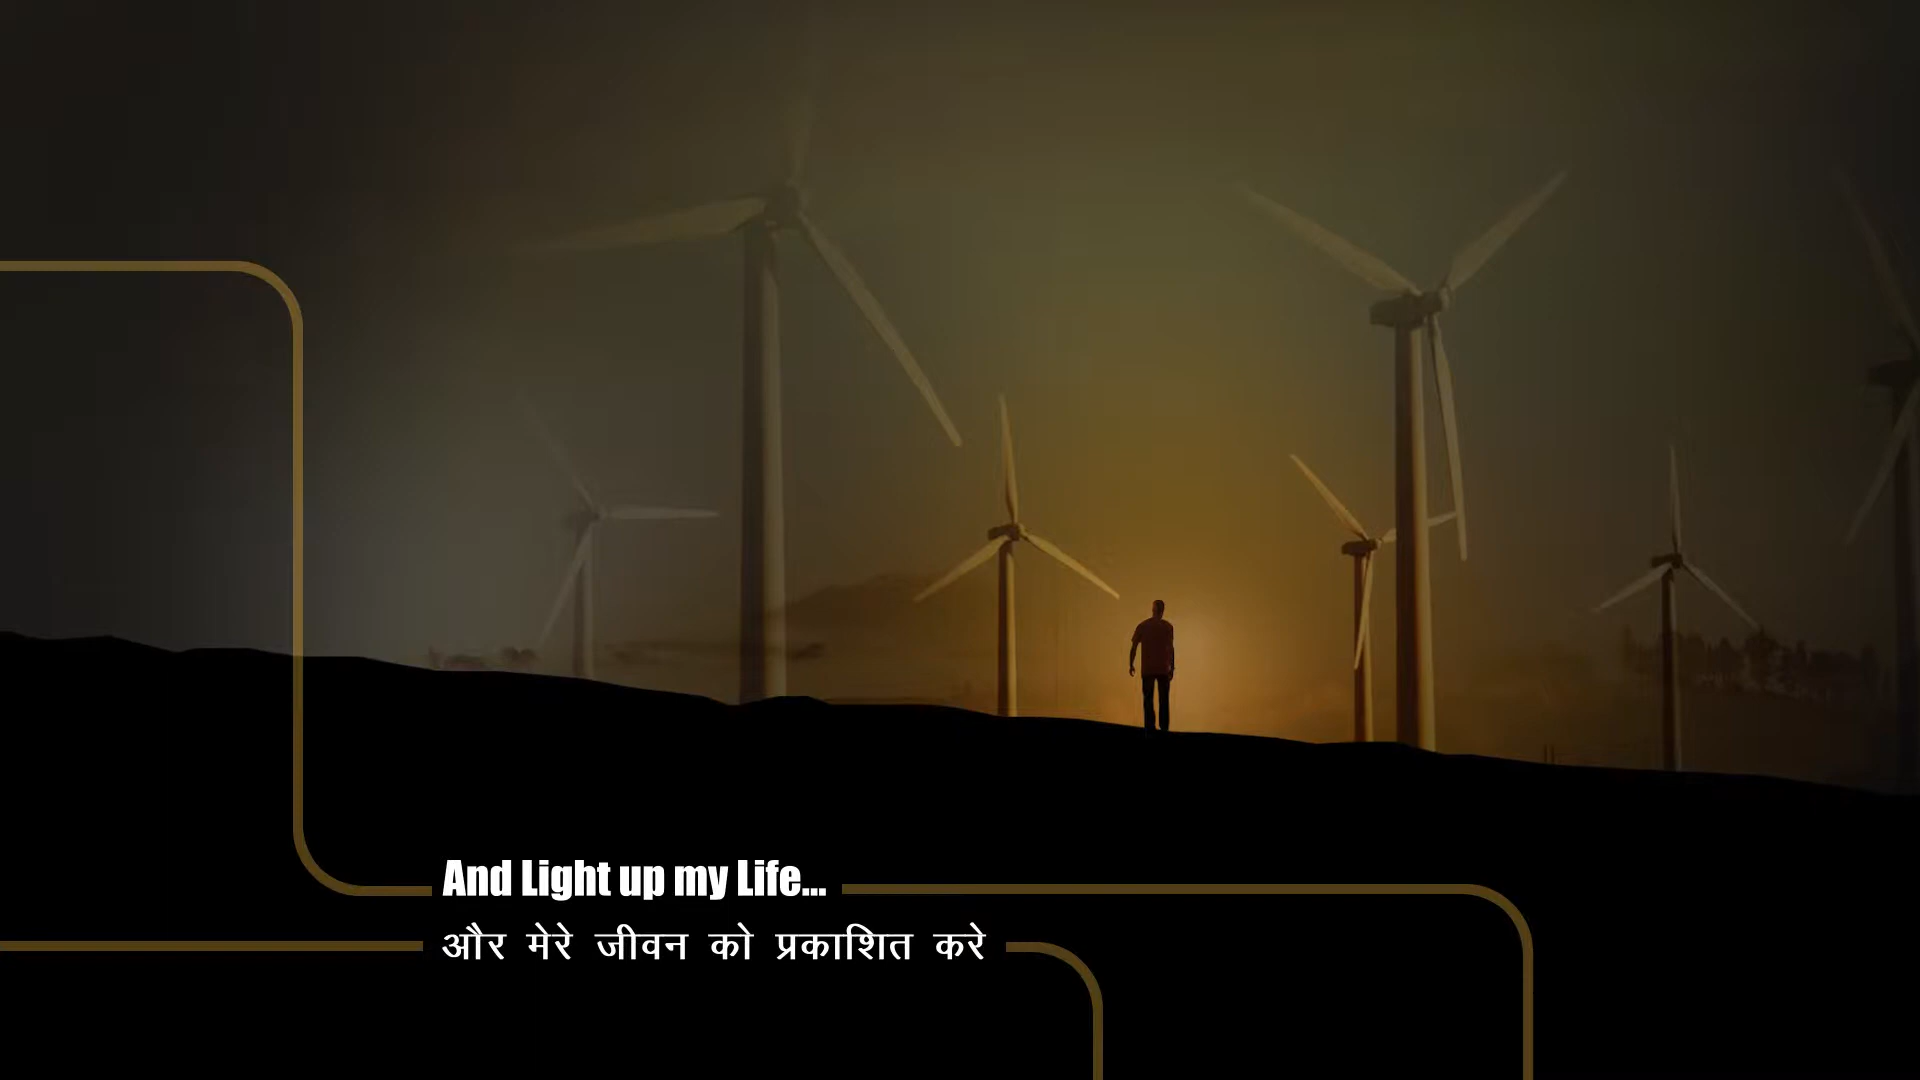 And Light up my Life...
और मेरे जीवन को प्रकाशित करे